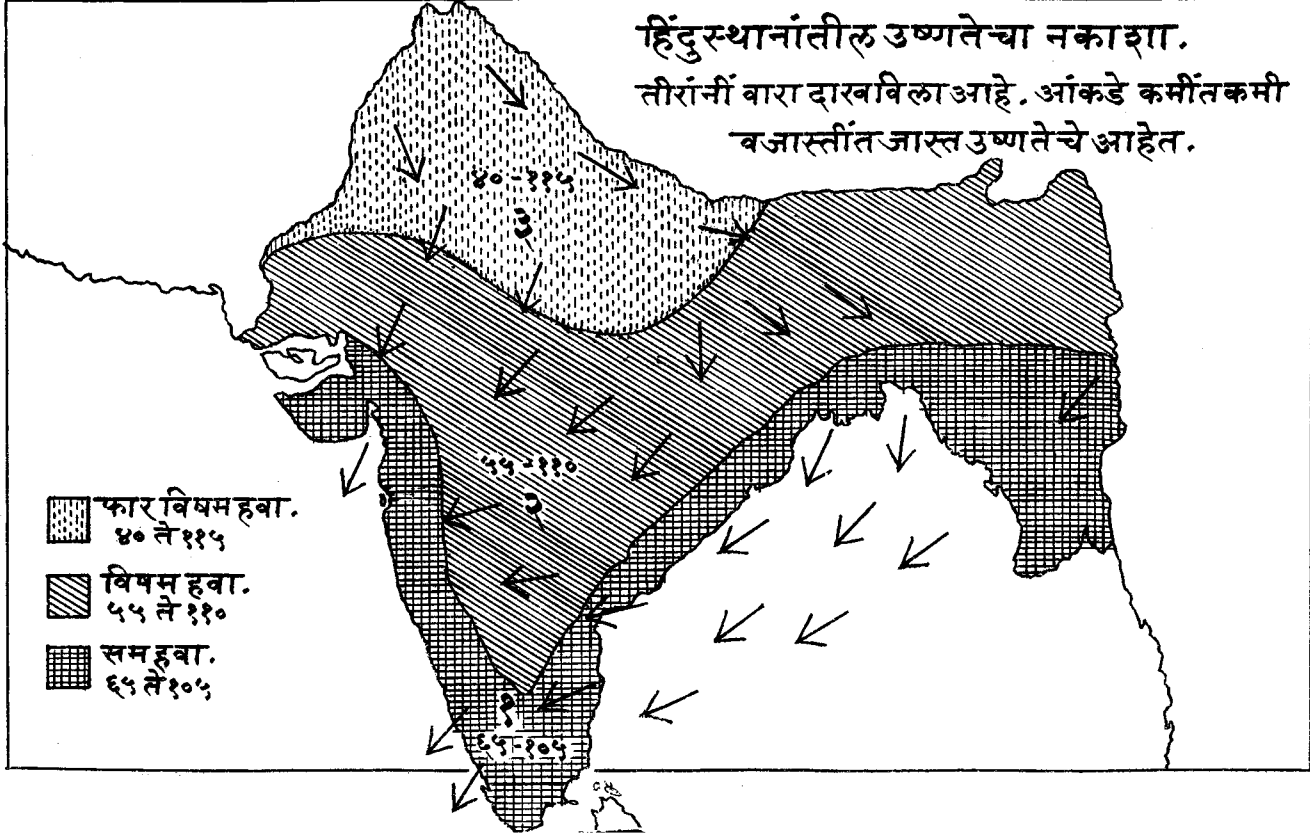 हिंदुस्थानांतील उष्णतेचा नकाशा.
तीरांनीं वारा दाखविला आहे. आंकडे कमींतकमी
व जास्तींत जास्त उष्णतेचे आहेत.
४०-११५
३
५५-११०
२
१
६५-१०५
फार विषम हवा.
४० ते ११५
विषम हवा.
५५ ते ११०
सम हवा.
६५ ते १०५